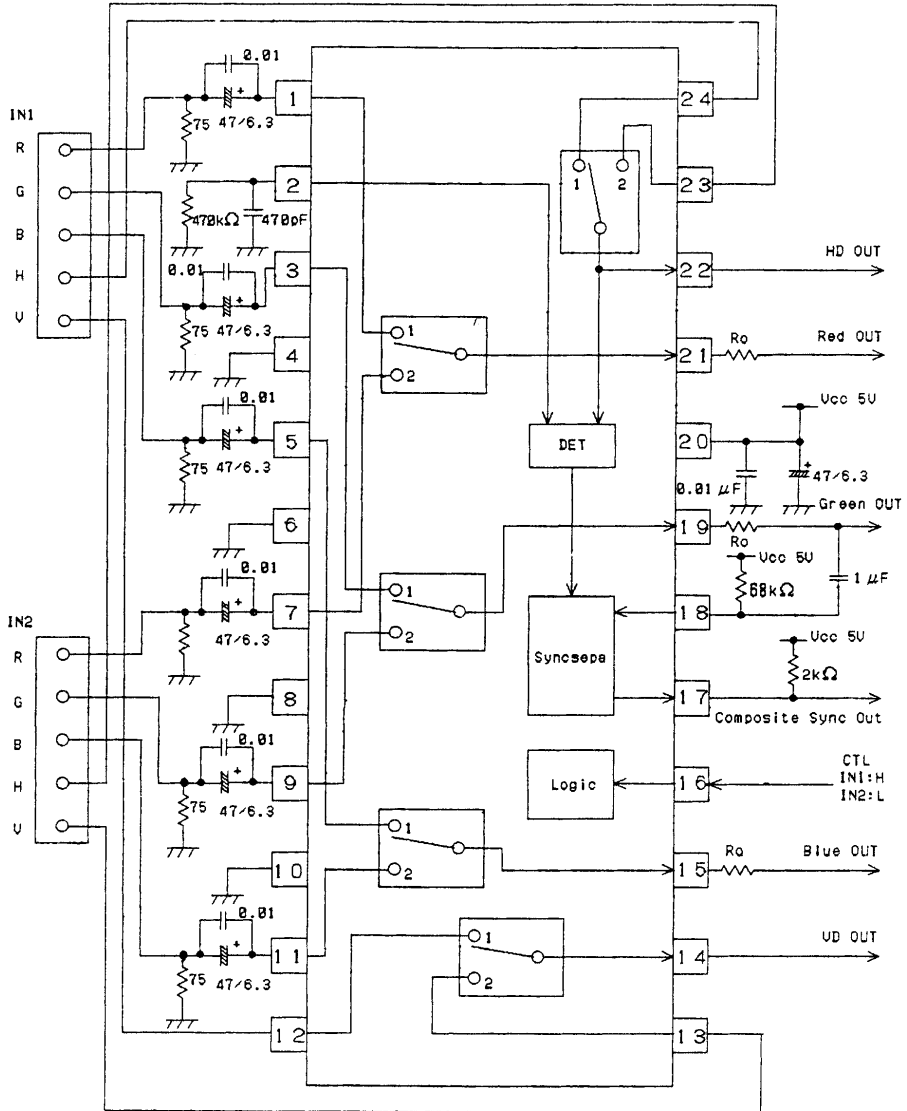 IN1
R
G
B
H
V
0.01
75
47/6.3
470kΩ
470pF
0.01
75
47/6.3
0.01
75
47/6.3
IN2
R
G
B
H
V
0.01
47/6.3
0.01
75
47/6.3
0.01
75
47/6.3
1
2
3
4
5
6
7
8
9
10
11
12
1
2
1
2
1
2
1
2
1
2
DET
Syncsepa
Logic
24
23
22
21
20
19
18
17
16
15
14
13
HD OUT
Ro
Red OUT
Vcc 5V
0.01 μF
47/6.3
Green OUT
Ro
Vcc 5V
68kΩ
1 μF
Vcc 5V
2kΩ
Composite Sync Out
CTL
IN1:H
IN2:L
Ro
Blue OUT
VD OUT